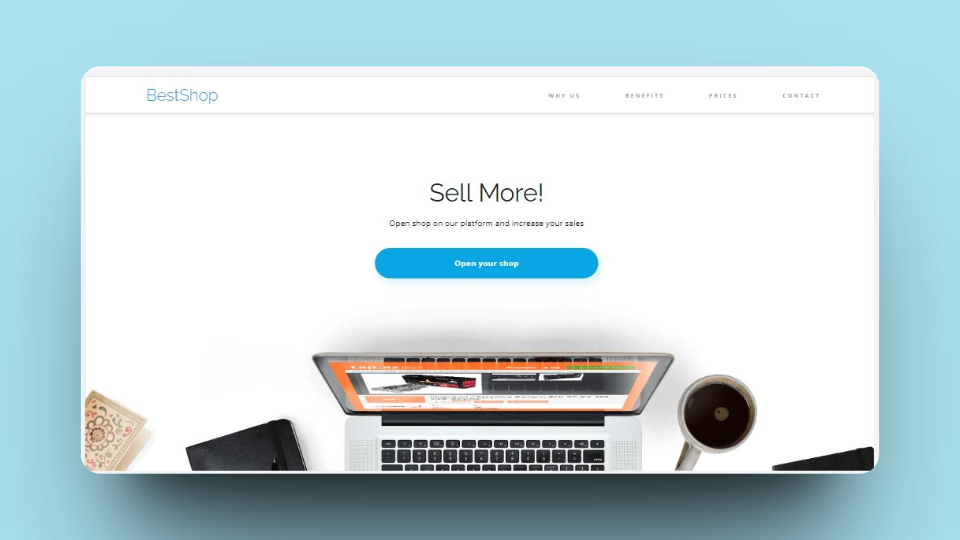 BestShop
WHY US BENEFITS PRICES CONTACT
Sell More!
Open shop on our platform and increase your sales
Open your shop